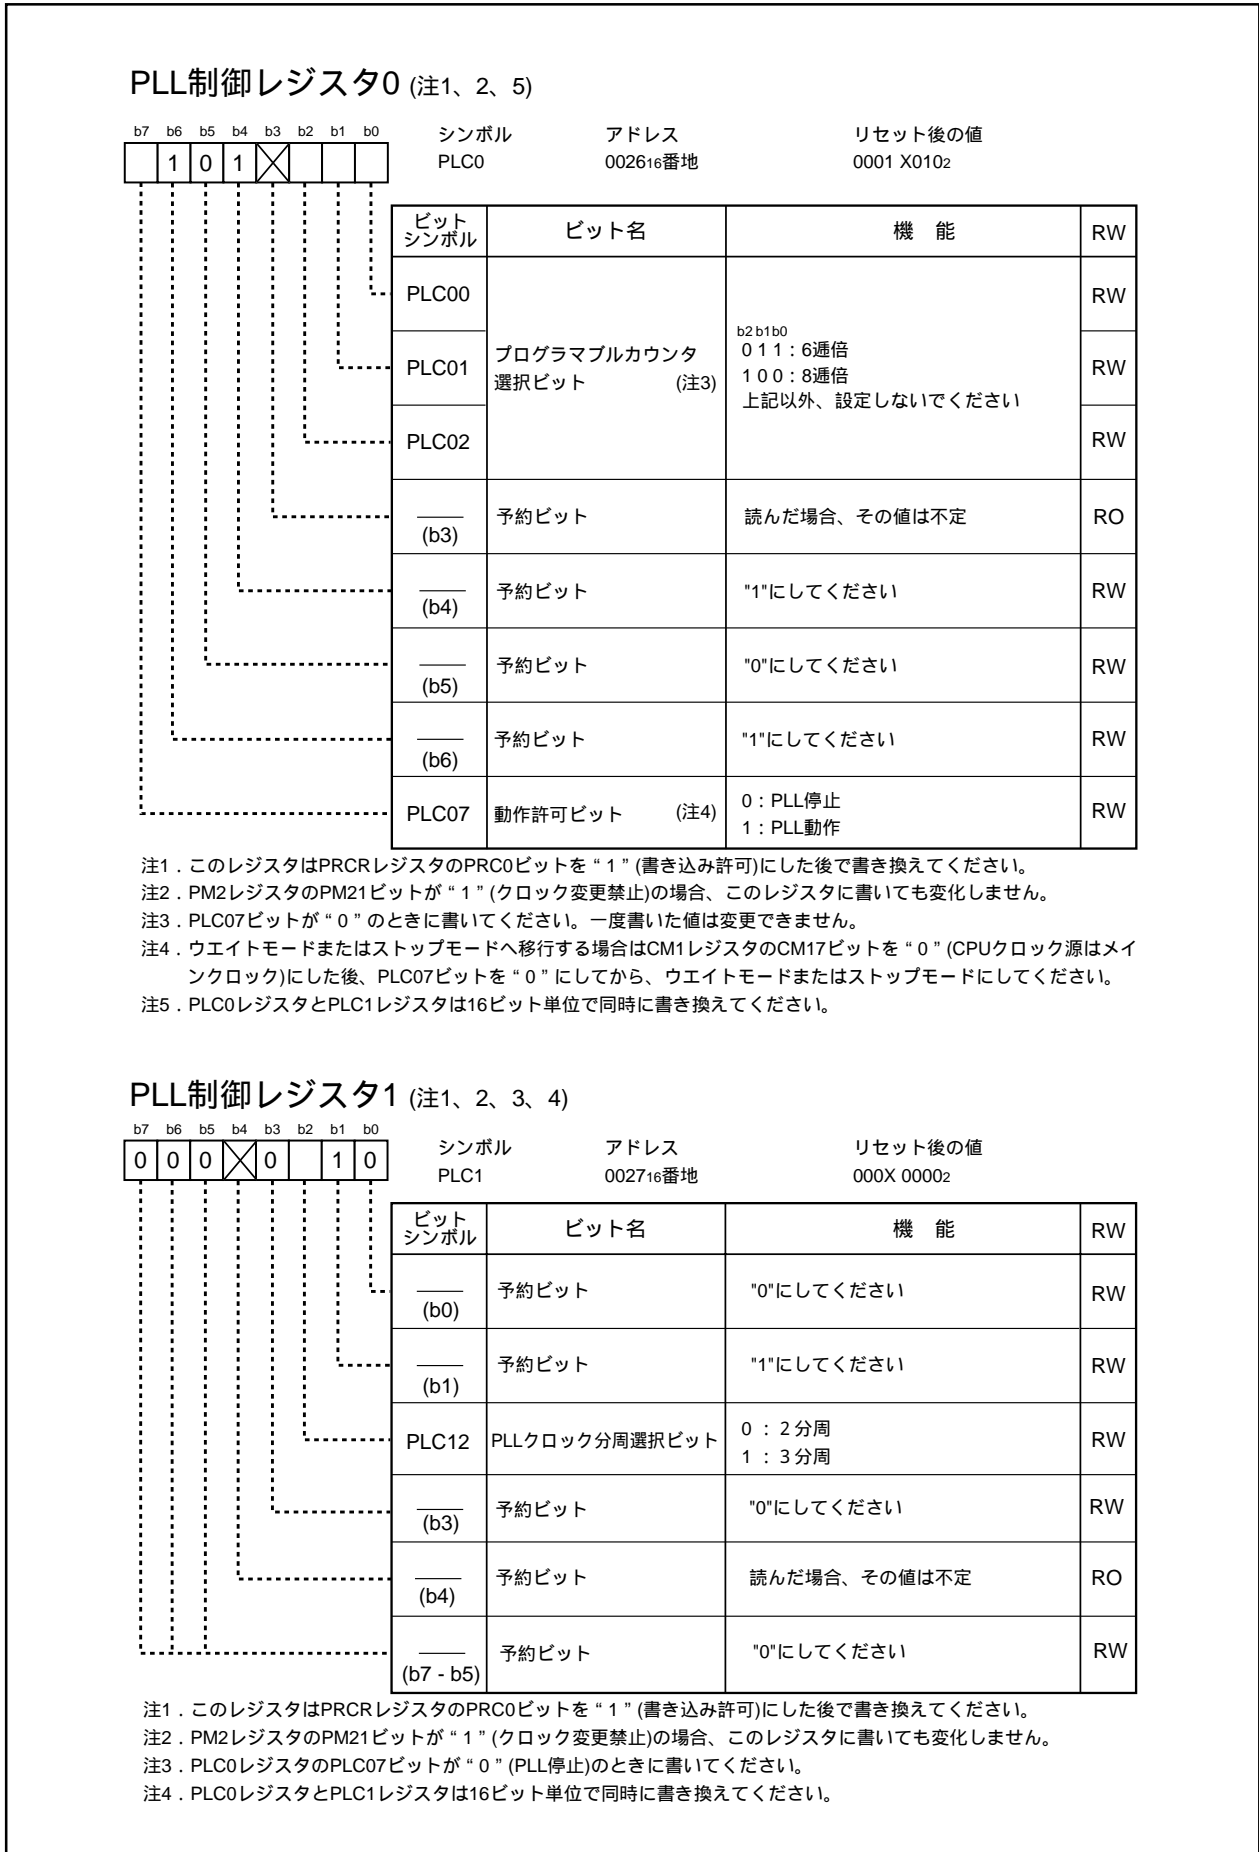 PLL制御レジスタ0 (注1、2、5)
b7 b6 b5 b4 b3 b2 b1 b0
1 0 1
シンボル アドレス リセット後の値
PLC0 002616番地 0001 X0102
ビット
シンボル
ビット名 機 能 RW
PLC00 RW
PLC01 RW
PLC02 RW
プログラマブルカウンタ
選択ビット (注3)
b2 b1 b0
0 1 1：6逓倍
1 0 0：8逓倍
上記以外、設定しないでください
(b3) 予約ビット 読んだ場合、その値は不定 RO
(b4) 予約ビット "1"にしてください RW
(b5) 予約ビット "0"にしてください RW
(b6) 予約ビット "1"にしてください RW
PLC07 動作許可ビット (注4)
0：PLL停止
1：PLL動作
RW
注1．このレジスタはPRCRレジスタのPRC0ビットを“1”(書き込み許可)にした後で書き換えてください。
注2．PM2レジスタのPM21ビットが“1”(クロック変更禁止)の場合、このレジスタに書いても変化しません。
注3．PLC07ビットが“0”のときに書いてください。一度書いた値は変更できません。
注4．ウエイトモードまたはストップモードへ移行する場合はCM1レジスタのCM17ビットを“0”(CPUクロック源はメイ
ンクロック)にした後、PLC07ビットを“0”にしてから、ウエイトモードまたはストップモードにしてください。
注5．PLC0レジスタとPLC1レジスタは16ビット単位で同時に書き換えてください。
PLL制御レジスタ1 (注1、2、3、4)
b7 b6 b5 b4 b3 b2 b1 b0
0 0 0 0 1 0
シンボル アドレス リセット後の値
PLC1 002716番地 000X 00002
ビット
シンボル
ビット名 機 能 RW
(b0) 予約ビット "0"にしてください RW
(b1) 予約ビット "1"にしてください RW
PLC12 PLLクロック分周選択ビット
0 ：2分周
1 ：3分周
RW
(b3) 予約ビット "0"にしてください RW
(b4) 予約ビット 読んだ場合、その値は不定 RO
(b7 - b5) 予約ビット "0"にしてください RW
注1．このレジスタはPRCRレジスタのPRC0ビットを“1”(書き込み許可)にした後で書き換えてください。
注2．PM2レジスタのPM21ビットが“1”(クロック変更禁止)の場合、このレジスタに書いても変化しません。
注3．PLC0レジスタのPLC07ビットが“0”(PLL停止)のときに書いてください。
注4．PLC0レジスタとPLC1レジスタは16ビット単位で同時に書き換えてください。